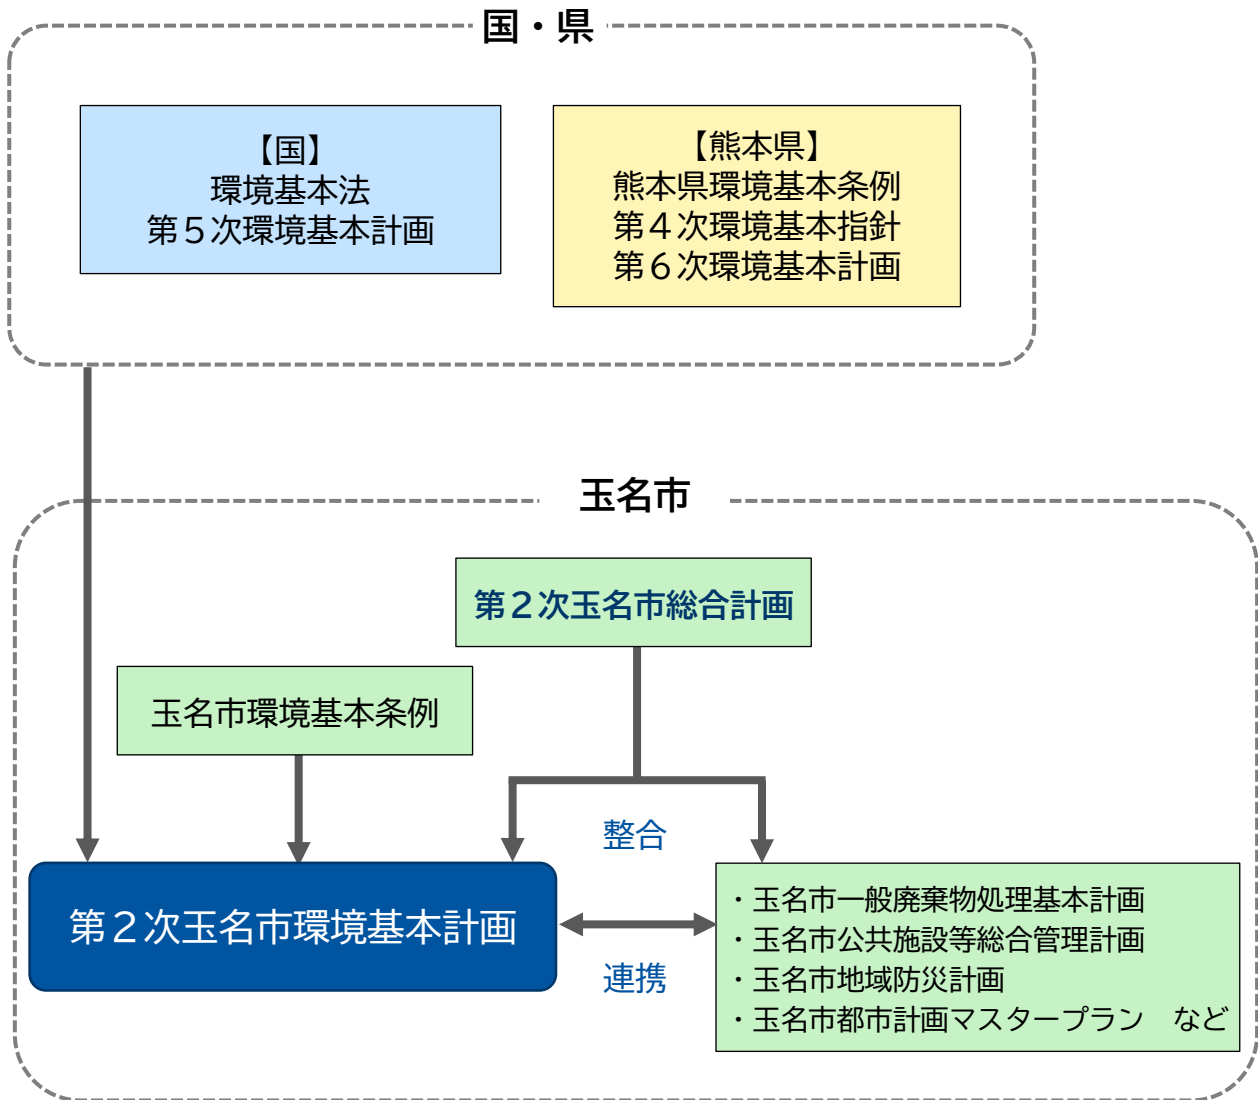 国・県
【国】
環境基本法
第５次環境基本計画
【熊本県】
熊本県環境基本条例
第４次環境基本指針
第６次環境基本計画
玉名市
第２次玉名市総合計画
玉名市環境基本条例
整合
第２次玉名市環境基本計画
連携
・玉名市一般廃棄物処理基本計画
・玉名市公共施設等総合管理計画
・玉名市地域防災計画
・玉名市都市計画マスタープラン　など